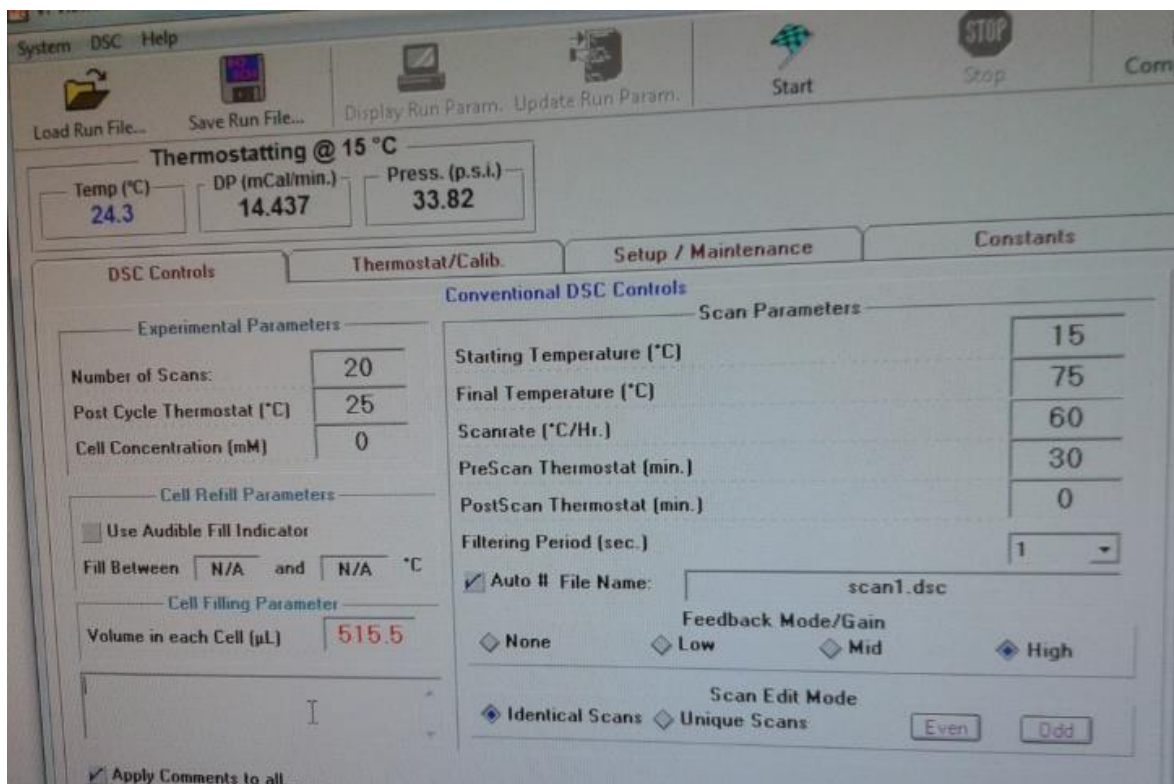 System DSC Help
Load Run File...
Save Run File...
Display Run Param.
Update Run Param.
Start
STOP
Stop
Com
Thermostatting @ 15 °C
Temp (°C)
24.3
DP (mCal/min.)
14.437
Press. (p.s.i.)
33.82
DSC Controls
Thermostat/Calib.
Setup / Maintenance
Constants
Conventional DSC Controls
Experimental Parameters
Number of Scans: 20
Post Cycle Thermostat (°C) 25
Cell Concentration (mM) 0
Cell Refill Parameters
Use Audible Fill Indicator
Fill Between N/A and N/A °C
Cell Filling Parameter
Volume in each Cell (µL) 515.5
Apply Comments to all
Scan Parameters
Starting Temperature (°C) 15
Final Temperature (°C) 75
Scanrate (°C/Hr.) 60
PreScan Thermostat (min.) 30
PostScan Thermostat (min.) 0
Filtering Period (sec.) 1
Auto # File Name: scan1.dsc
Feedback Mode/Gain
None Low Mid High
Scan Edit Mode
Identical Scans Unique Scans Even Odd